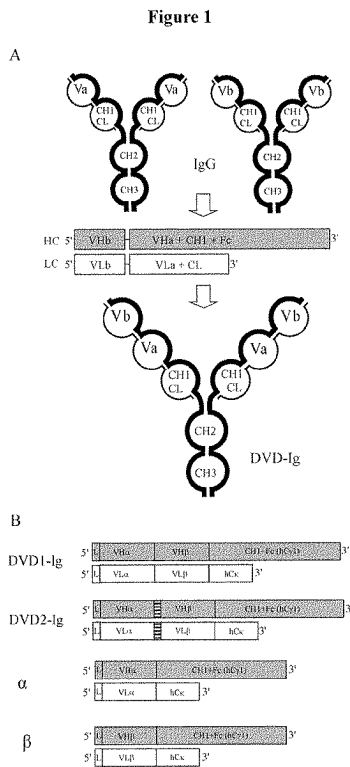 Figure 1
A
Va Va Vb Vb
CH1 CH1 CH1 CH1
CL CL CL CL
CH2 CH2
IgG
CH3 CH3
HC 5' VHb VHa + CH1 + Fc 3'
LC 5' VLb VLa + CL 3'
Vb Vb
Va Va
CH1 CH1
CL CL
CH2
DVD-Ig
CH3
B
DVD1-Ig
5' L VHα VHβ CH1+Fc (hCγ1) 3'
5' L VLα VLβ hCκ 3'
DVD2-Ig
5' L VHα VHβ CH1+Fc (hCγ1) 3'
5' L VLα VLβ hCκ 3'
α
5' L VHα CH1+Fc (hCγ1) 3'
5' L VLα hCκ 3'
β
5' L VHβ CH1+Fc (hCγ1) 3'
5' L VLβ hCκ 3'